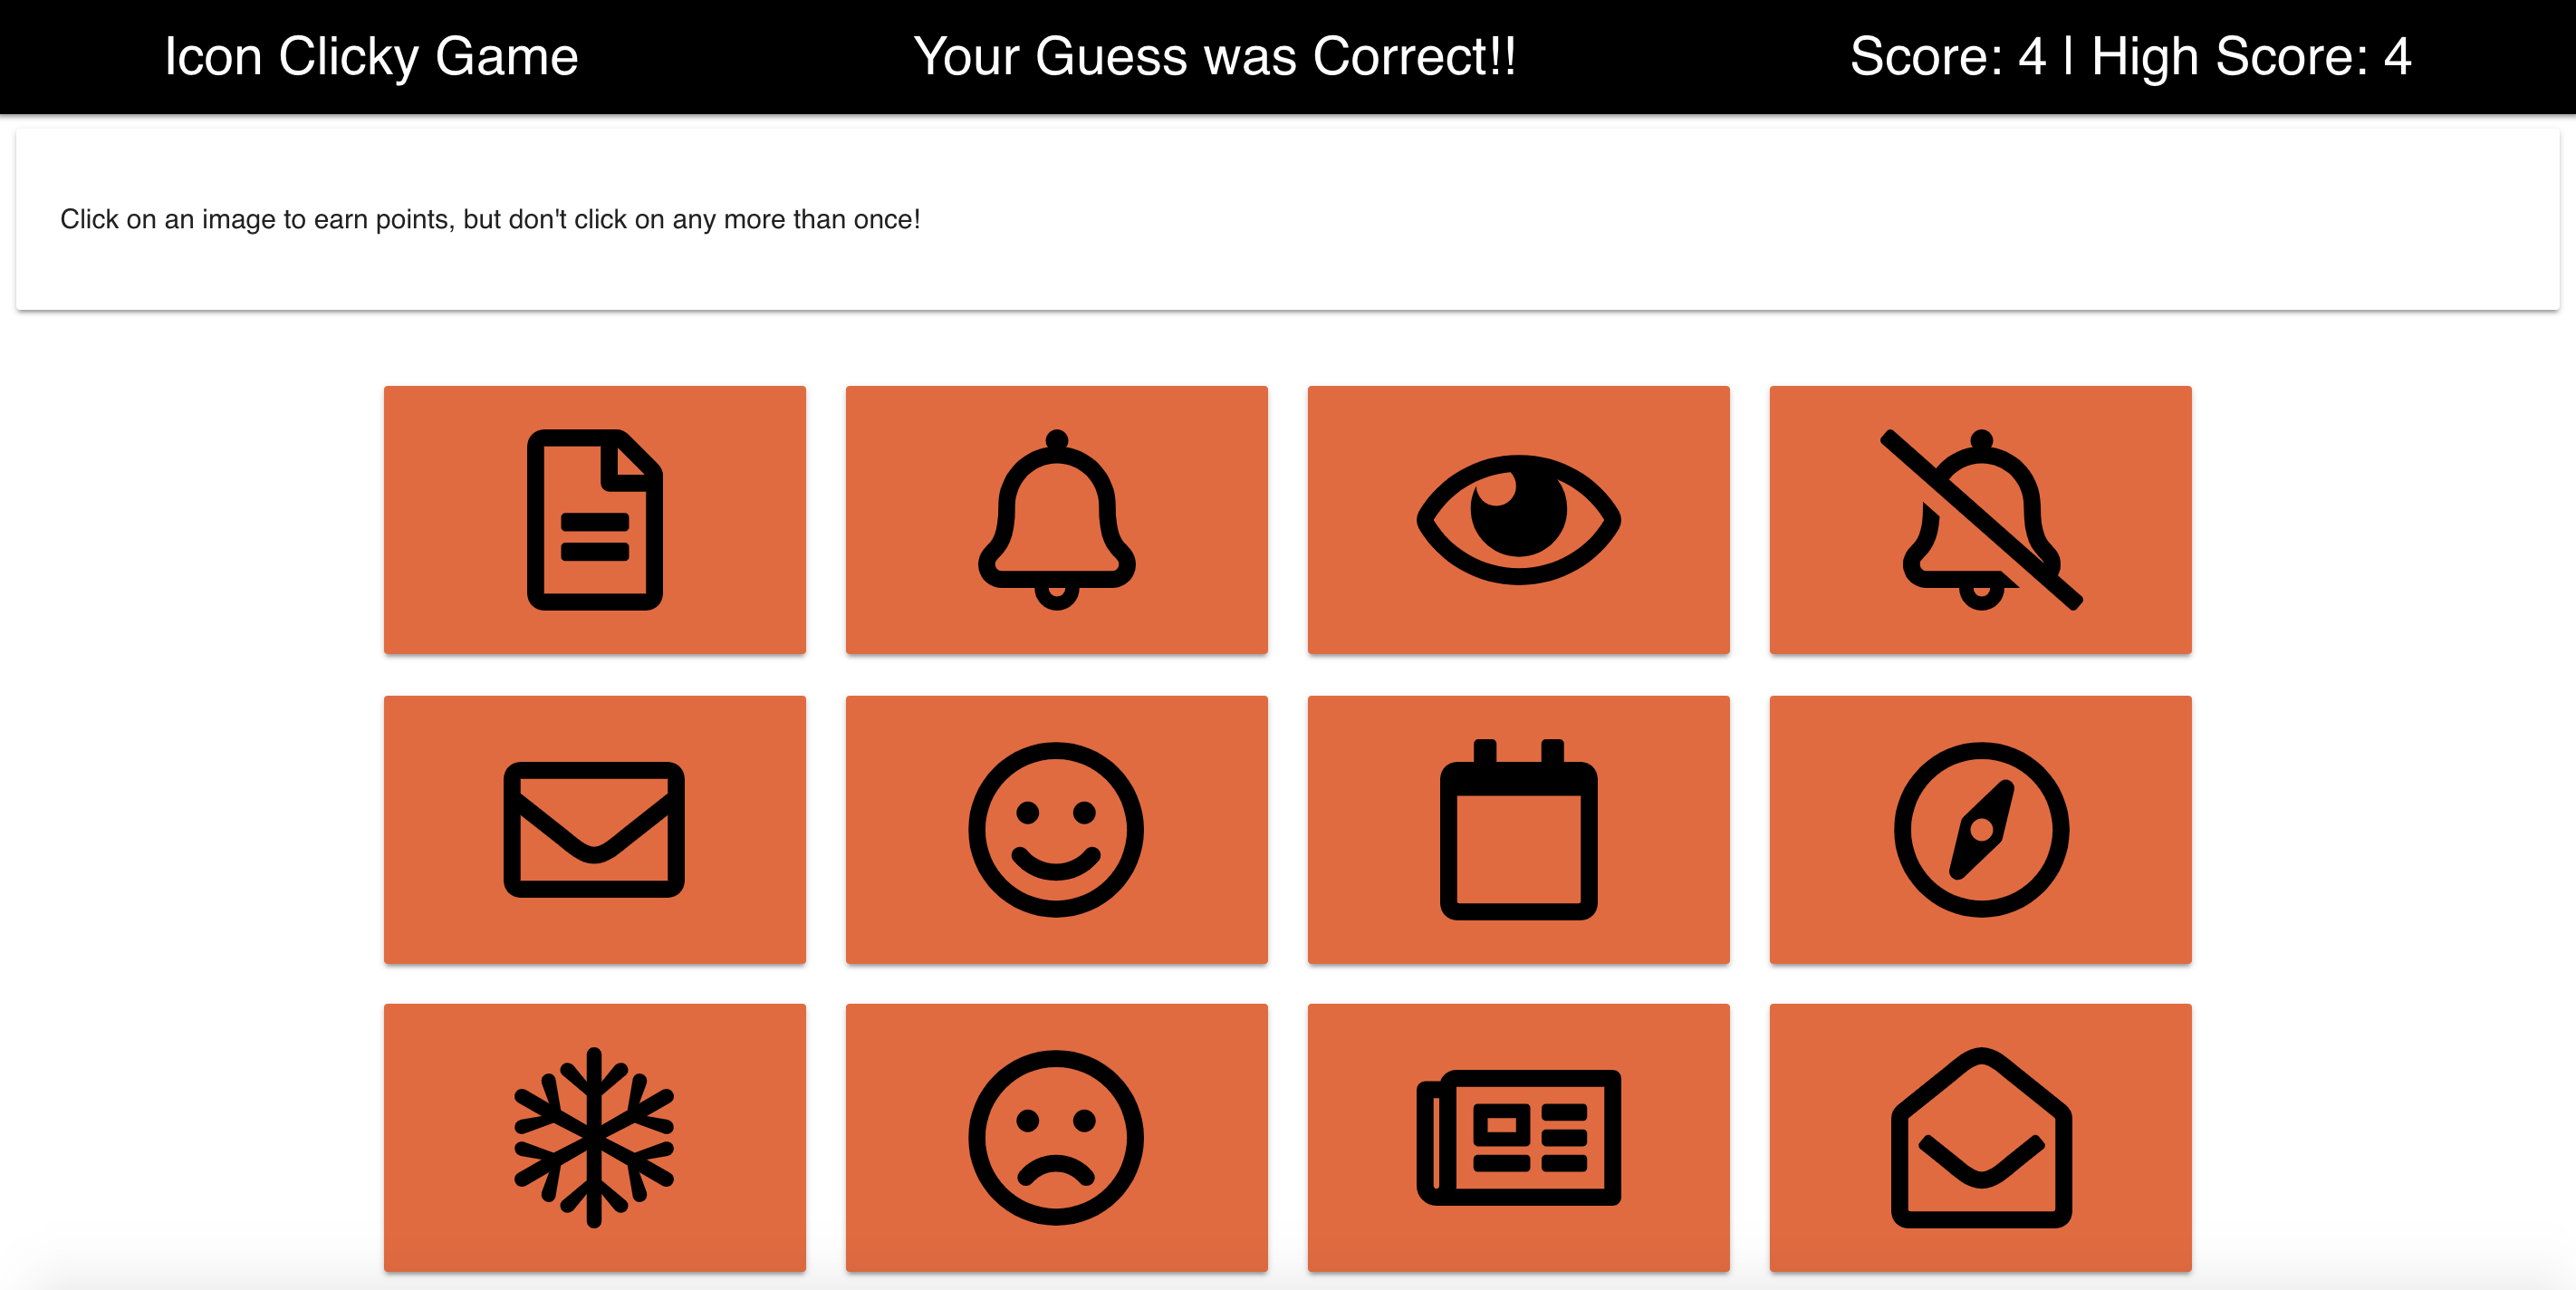 Icon Clicky Game
Your Guess was Correct!!
Score: 4 | High Score: 4
Click on an image to earn points, but don't click on any more than once!